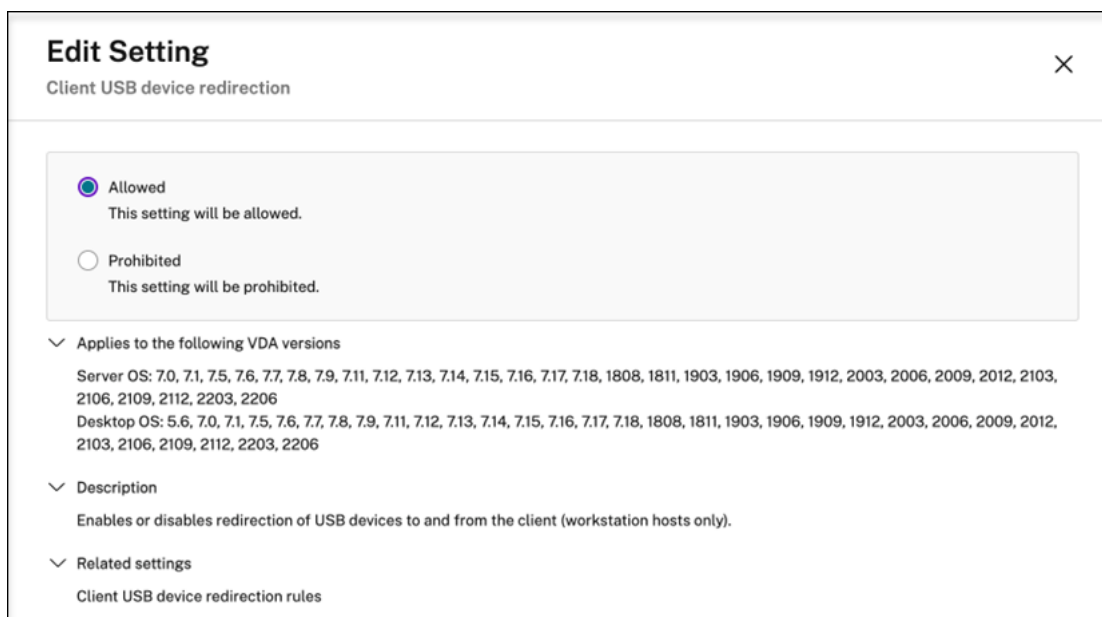 Edit Setting
Client USB device redirection
Allowed
This setting will be allowed.
Prohibited
This setting will be prohibited.
Applies to the following VDA versions
Server OS: 7.0, 7.1, 7.5, 7.6, 7.7, 7.8, 7.9, 7.11, 7.12, 7.13, 7.14, 7.15, 7.16, 7.17, 7.18, 1808, 1811, 1903, 1906, 1909, 1912, 2003, 2006, 2009, 2012, 2103,
2106, 2109, 2112, 2203, 2206
Desktop OS: 5.6, 7.0, 7.1, 7.5, 7.6, 7.7, 7.8, 7.9, 7.11, 7.12, 7.13, 7.14, 7.15, 7.16, 7.17, 7.18, 1808, 1811, 1903, 1906, 1909, 1912, 2003, 2006, 2009, 2012,
2103, 2106, 2109, 2112, 2203, 2206
Description
Enables or disables redirection of USB devices to and from the client (workstation hosts only).
Related settings
Client USB device redirection rules